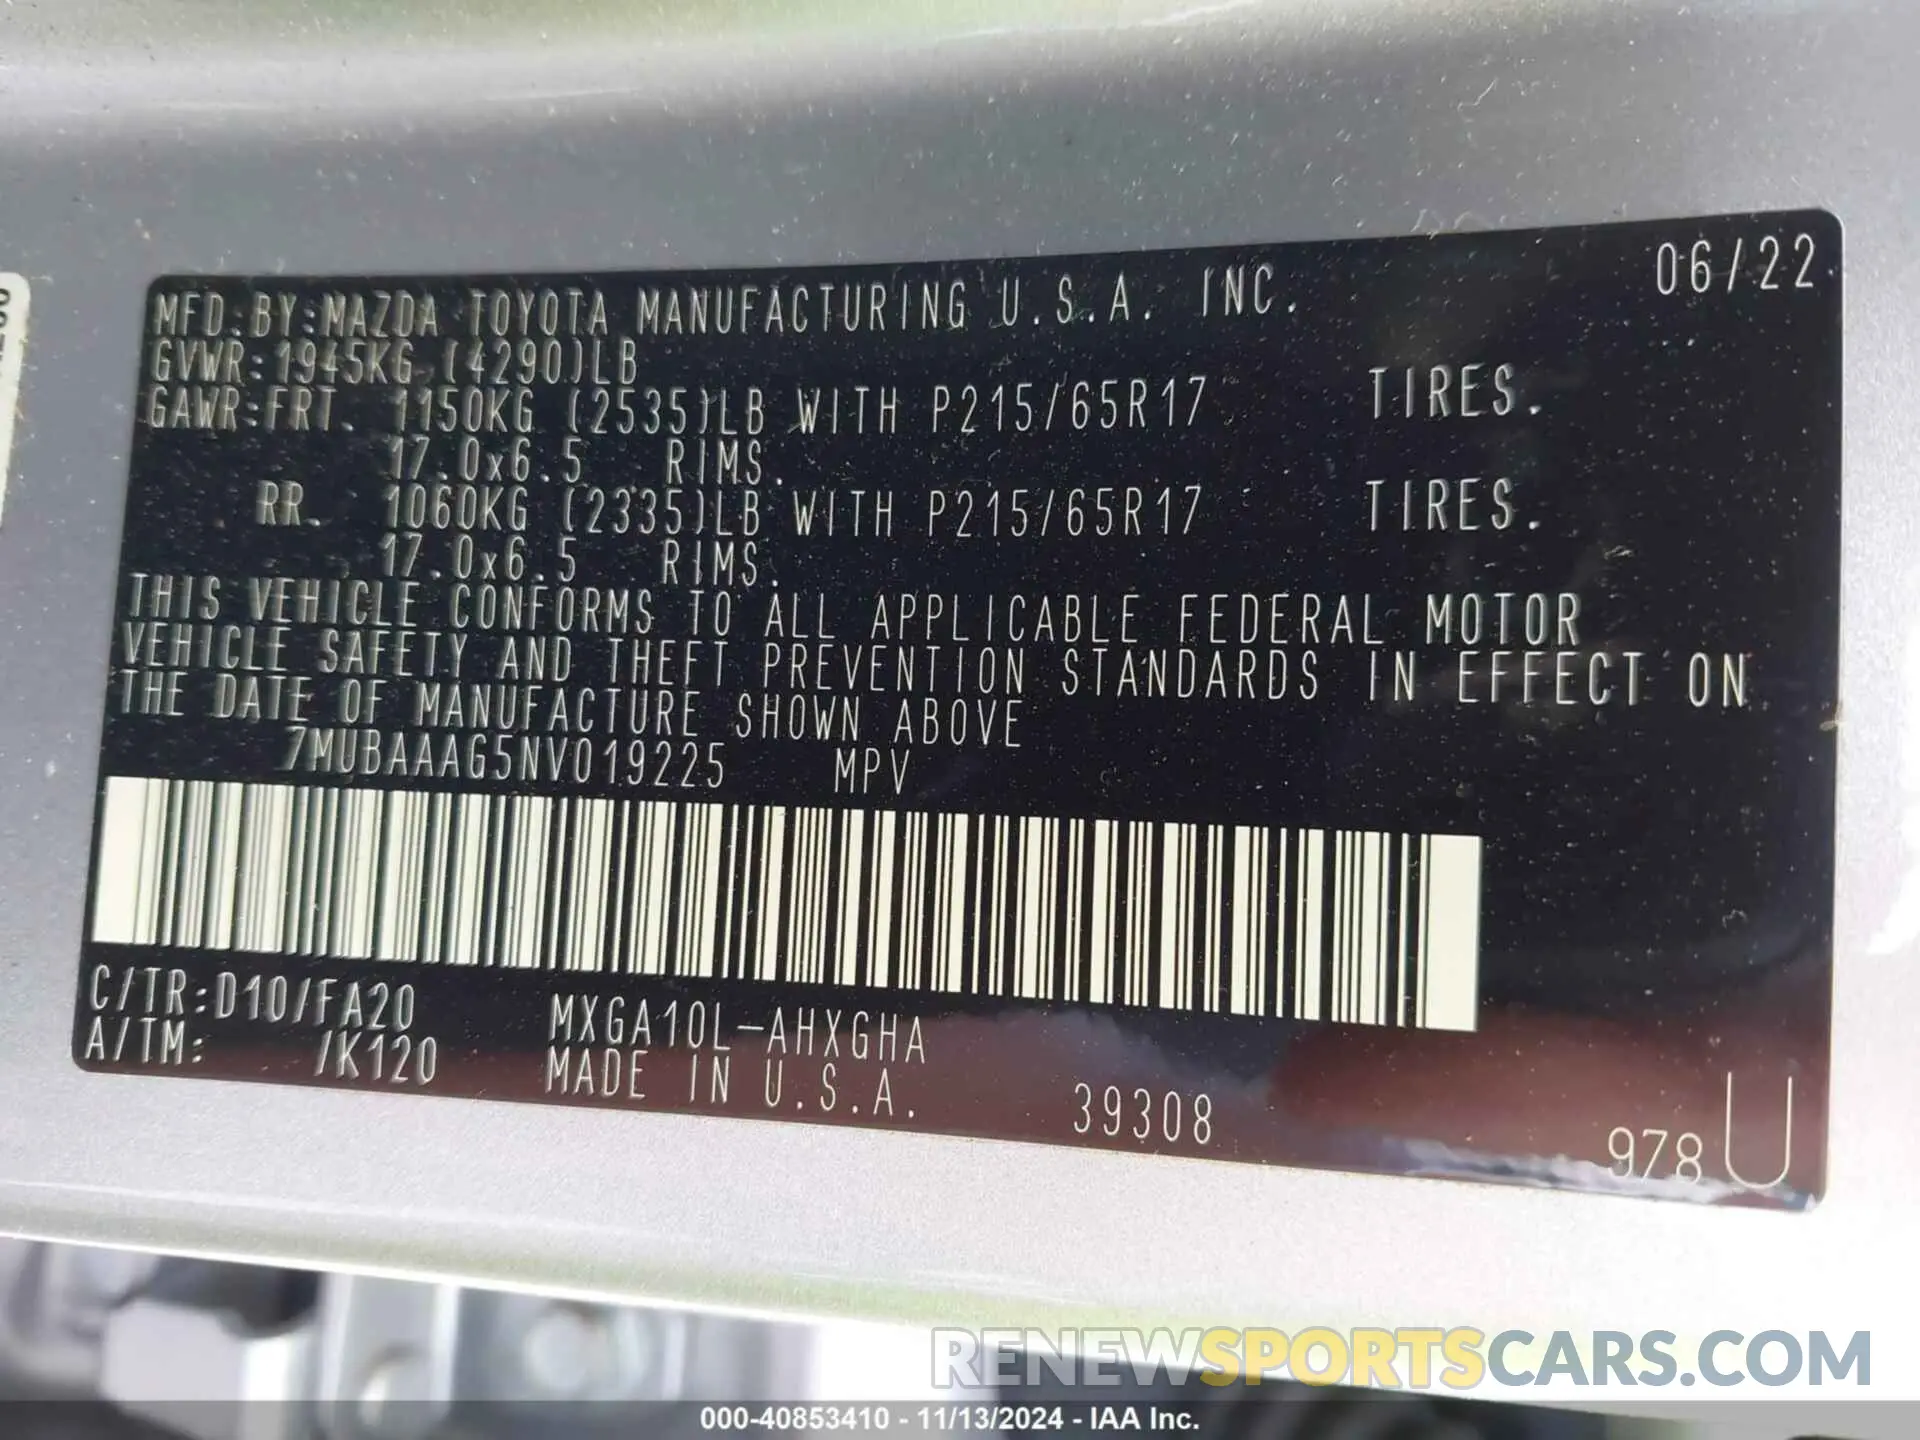 06/22
MFD.BY:MAZDA TOYOTA MANUFACTURING U.S.A. INC.
GVWR:1945KG (4290)LB
GAWR:FRT. 1150KG (2535)LB WITH P215/65R17 TIRES.
17.0x6.5 RIMS.
RR. 1060KG (2335)LB WITH P215/65R17 TIRES.
17.0x6.5 RIMS.
THIS VEHICLE CONFORMS TO ALL APPLICABLE FEDERAL MOTOR
VEHICLE SAFETY AND THEFT PREVENTION STANDARDS IN EFFECT ON
THE DATE OF MANUFACTURE SHOWN ABOVE
7MUBAAAG5NV019225 MPV
C/TR:D10/FA20 MXGA10L-AHXGHA
A/TM: /K120 MADE IN U.S.A. 39308
978 U
RENEWSPORTSCARS.COM
000-40853410 - 11/13/2024 - IAA Inc.